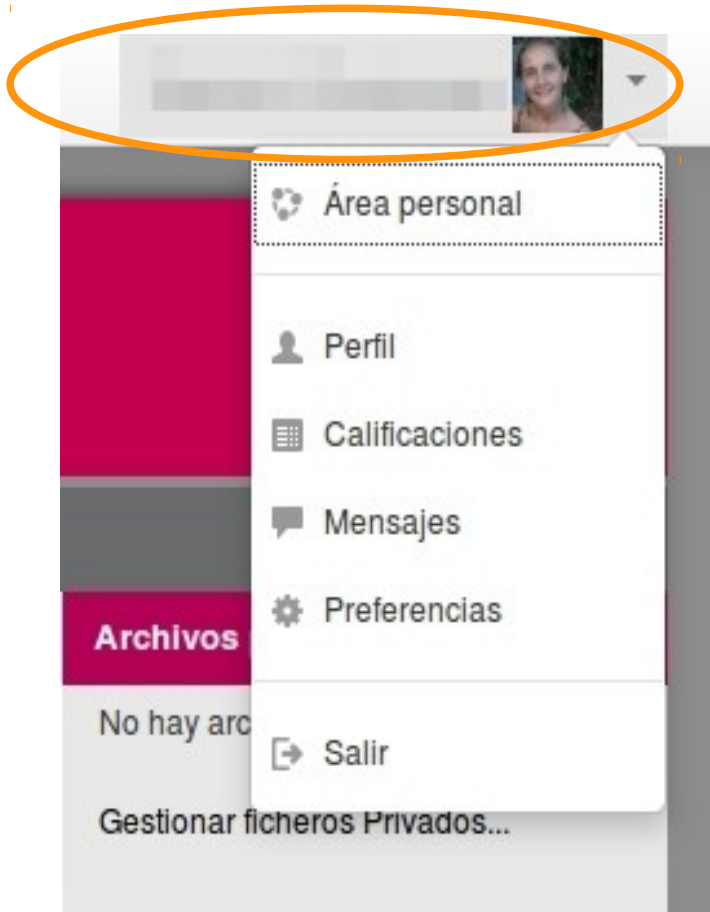 Área personal
Perfil
Calificaciones
Mensajes
Preferencias
Archivos
No hay arc
Salir
Gestionar ficheros Privados...